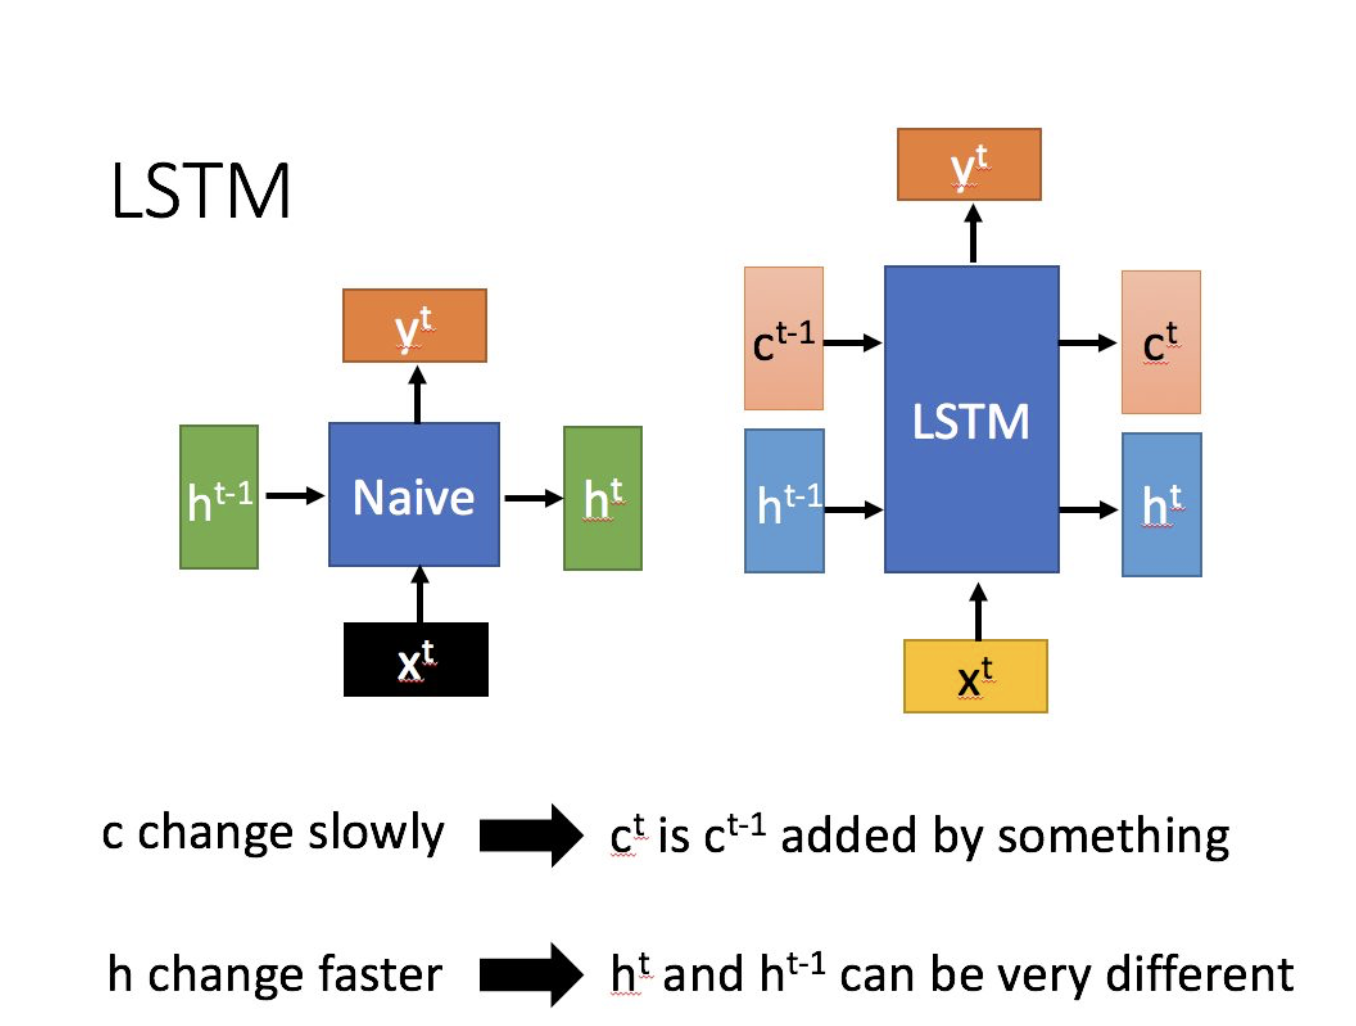 LSTM
yᵗ
hᵗ⁻¹
Naive
hᵗ
xᵗ
yᵗ
cᵗ⁻¹
cᵗ
LSTM
hᵗ⁻¹
hᵗ
xᵗ
c change slowly
cᵗ is cᵗ⁻¹ added by something
h change faster
hᵗ and hᵗ⁻¹ can be very different